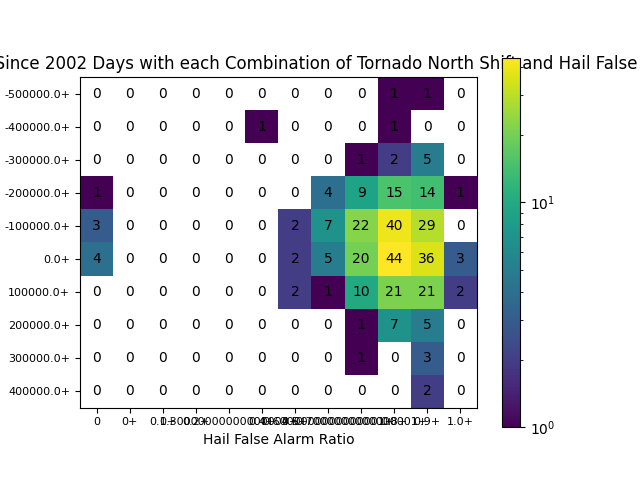 Since 2002 Days with each Combination of Tornado North Shift and Hail False
-500000.0+ 0 0 0 0 0 0 0 0 0 1 1 0
-400000.0+ 0 0 0 0 0 1 0 0 0 1 0 0
-300000.0+ 0 0 0 0 0 0 0 0 1 2 5 0
-200000.0+ 1 0 0 0 0 0 0 4 9 15 14 1
-100000.0+ 3 0 0 0 0 0 2 7 22 40 29 0
0.0+ 4 0 0 0 0 0 2 5 20 44 36 3
100000.0+ 0 0 0 0 0 0 2 1 10 21 21 2
200000.0+ 0 0 0 0 0 0 0 0 1 7 5 0
300000.0+ 0 0 0 0 0 0 0 0 1 0 3 0
400000.0+ 0 0 0 0 0 0 0 0 0 0 2 0
0 0+ 1.0+
Hail False Alarm Ratio
10¹
10⁰